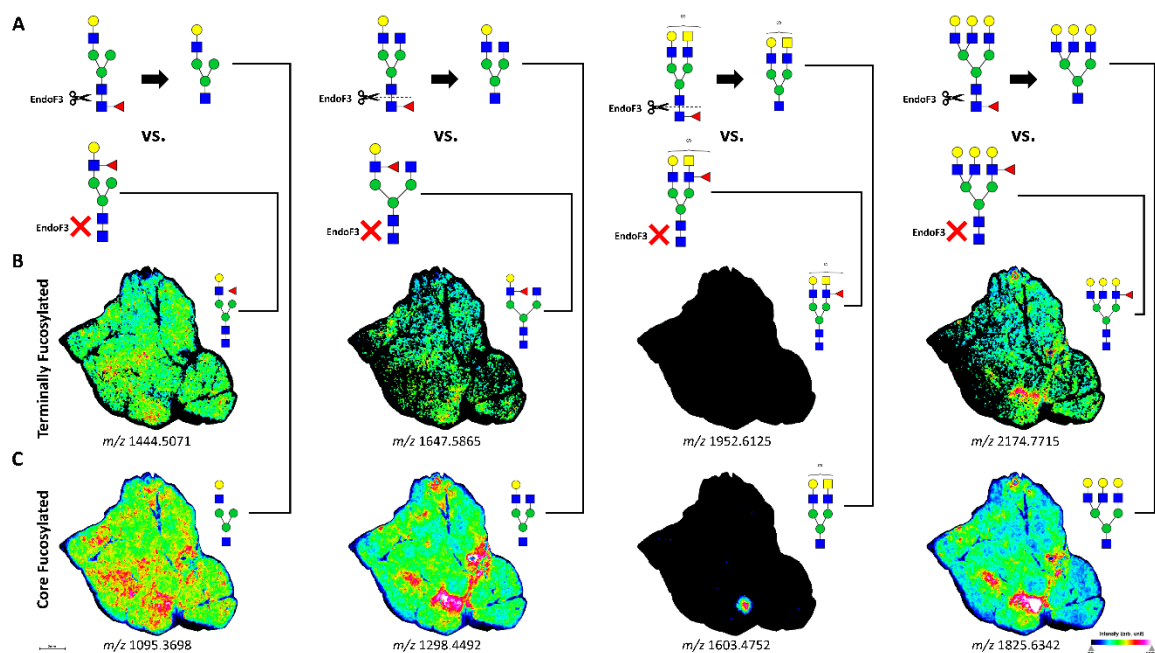 A
EndoF3
EndoF3
EndoF3
EndoF3
vs.
vs.
vs.
vs.
EndoF3
EndoF3
EndoF3
EndoF3
B
Terminally Fucosylated
m/z 1444.5071
m/z 1647.5865
m/z 1952.6125
m/z 2174.7715
C
Core Fucosylated
m/z 1095.3698
m/z 1298.4492
m/z 1603.4752
m/z 1825.6342
Intensity (arb. unit)